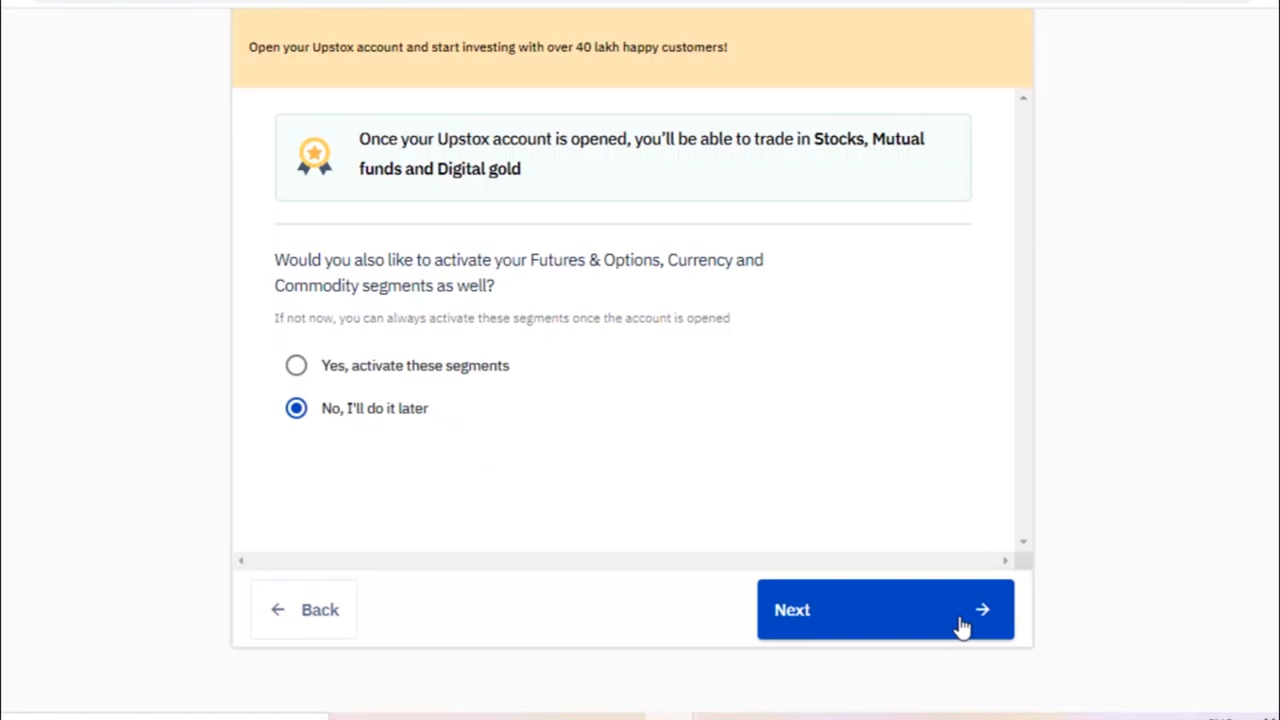 Open your Upstox account and start investing with over 40 lakh happy customers!
Once your Upstox account is opened, you'll be able to trade in Stocks, Mutual
funds and Digital gold
Would you also like to activate your Futures & Options, Currency and
Commodity segments as well?
If not now, you can always activate these segments once the account is opened
Yes, activate these segments
No, I'll do it later
Back
Next